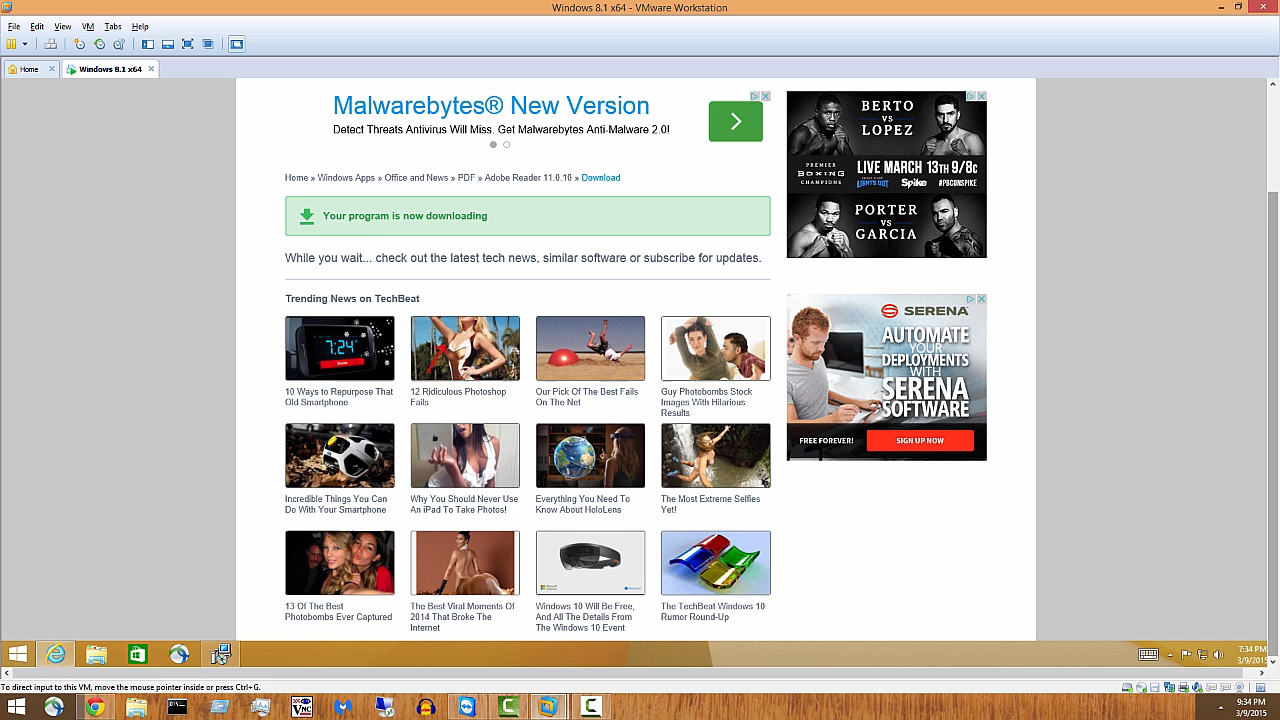 Windows 8.1 x64 - VMware Workstation
File Edit View VM Tabs Help
Home
Windows 8.1 x64
Malwarebytes® New Version
Detect Threats Antivirus Will Miss. Get Malwarebytes Anti-Malware 2.0!
Home » Windows Apps » Office and News » PDF » Adobe Reader 11.0.10 » Download
Your program is now downloading
While you wait... check out the latest tech news, similar software or subscribe for updates.
Trending News on TechBeat
7:24
10 Ways to Repurpose That
Old Smartphone
12 Ridiculous Photoshop
Fails
Our Pick Of The Best Fails
On The Net
Guy Photobombs Stock
Images With Hilarious
Results
Incredible Things You Can
Do With Your Smartphone
Why You Should Never Use
An iPad To Take Photos!
Everything You Need To
Know About HoloLens
The Most Extreme Selfies
Yet!
13 Of The Best
Photobombs Ever Captured
The Best Viral Moments Of
2014 That Broke The
Internet
Windows 10 Will Be Free,
And All The Details From
The Windows 10 Event
The TechBeat Windows 10
Rumor Round-Up
BERTO
VS
LOPEZ
PREMIER
BOXING
CHAMPIONS
LIVE MARCH 13TH 9/8c
LIGHTS OUT
Spike
#PBCONSPIKE
PORTER
VS
GARCIA
SERENA
AUTOMATE
YOUR
DEPLOYMENTS
WITH
SERENA
SOFTWARE
FREE FOREVER!
SIGN UP NOW
7:34 PM
3/9/2015
To direct input to this VM, move the mouse pointer inside or press Ctrl+G.
VNC
9:34 PM
3/9/2015